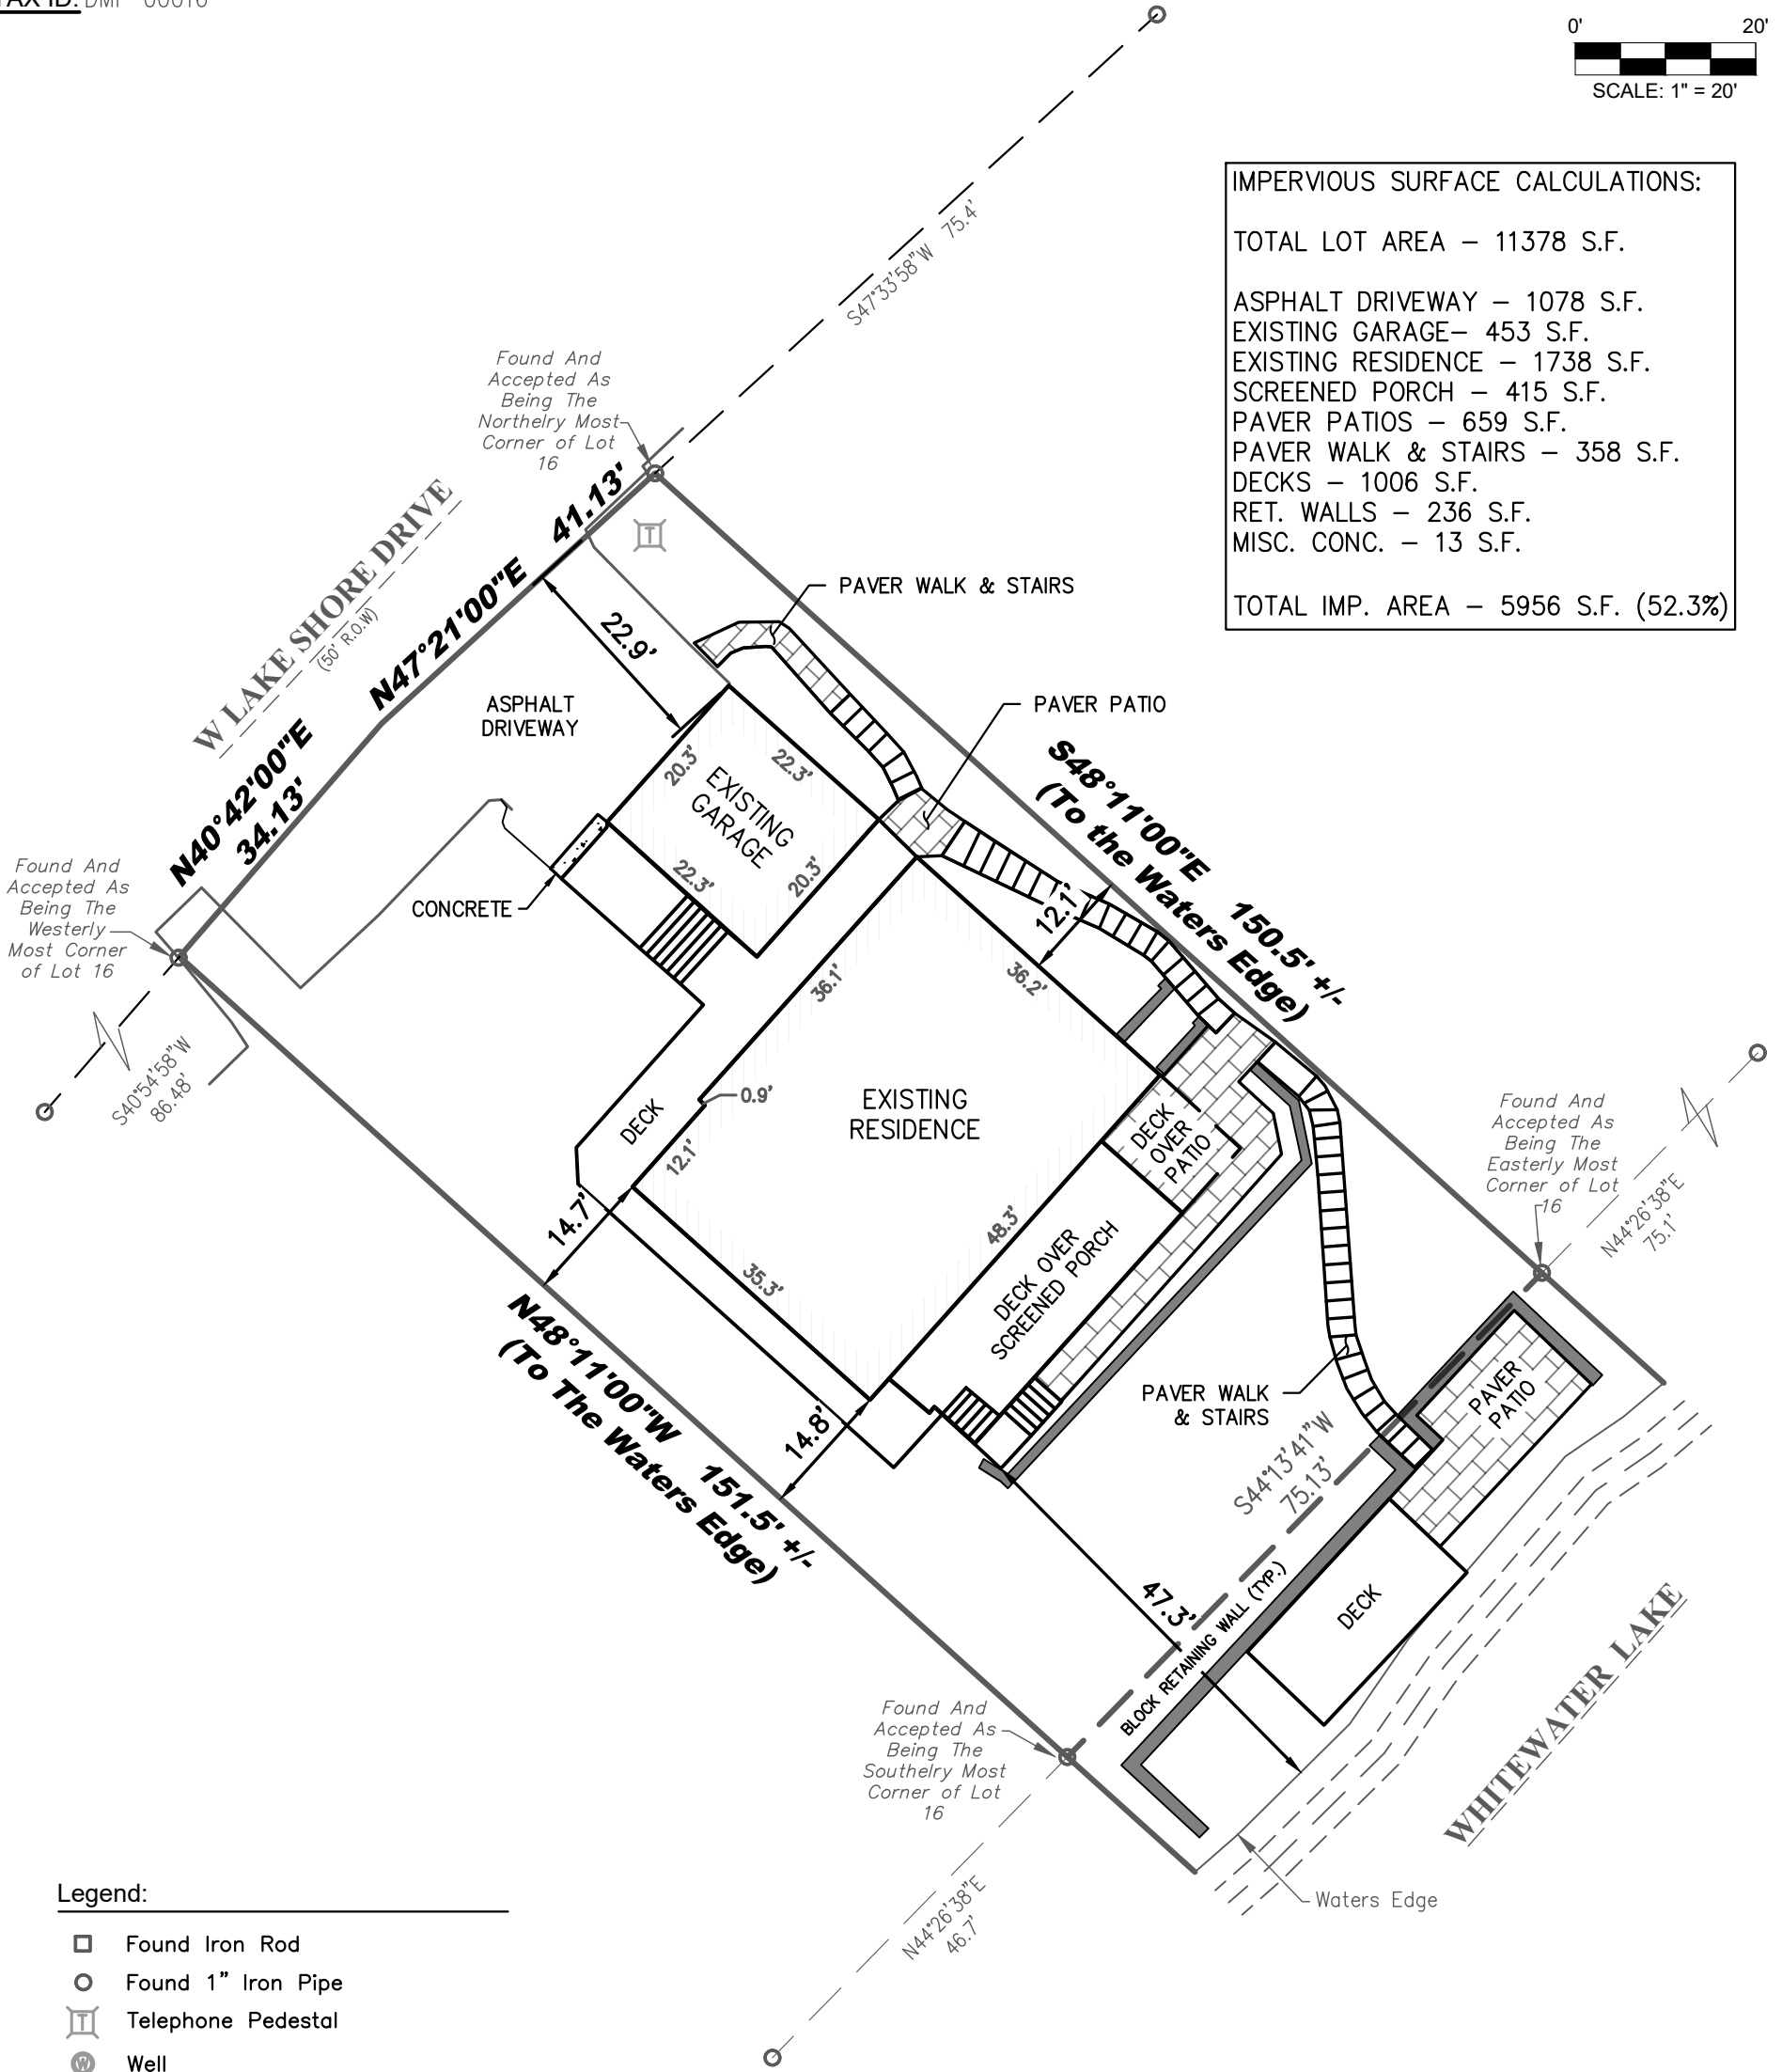 TAX ID:
0'
20'
SCALE: 1" = 20'
IMPERVIOUS SURFACE CALCULATIONS:
TOTAL LOT AREA – 11378 S.F.
ASPHALT DRIVEWAY – 1078 S.F.
EXISTING GARAGE– 453 S.F.
EXISTING RESIDENCE – 1738 S.F.
SCREENED PORCH – 415 S.F.
PAVER PATIOS – 659 S.F.
PAVER WALK & STAIRS – 358 S.F.
DECKS – 1006 S.F.
RET. WALLS – 236 S.F.
MISC. CONC. – 13 S.F.
TOTAL IMP. AREA – 5956 S.F. (52.3%)
S47°33'58"W 75.4'
Found And
Accepted As
Being The
Northelry Most
Corner of Lot
16
W LAKE SHORE DRIVE
(50' R.O.W)
N47°21'00"E 41.13'
N40°42'00"E
34.13'
T
22.9'
PAVER WALK & STAIRS
ASPHALT
DRIVEWAY
PAVER PATIO
20.3'
22.3'
EXISTING
GARAGE
22.3'
20.3'
CONCRETE
S48°11'00"E 150.5' +/-
(To the Waters Edge)
12.1'
Found And
Accepted As
Being The
Westerly
Most Corner
of Lot 16
S40°54'58"W
86.48'
36.1'
36.2'
0.9'
EXISTING
RESIDENCE
DECK
12.1'
14.7'
35.3'
48.3'
DECK
OVER
PATIO
DECK OVER
SCREENED PORCH
Found And
Accepted As
Being The
Easterly Most
Corner of Lot
16
N44°26'38"E
75.1'
N48°11'00"W 151.5' +/-
(To The Waters Edge)
14.8'
PAVER WALK
& STAIRS
PAVER
PATIO
S44°13'41"W
75.13'
47.3'
BLOCK RETAINING WALL (TYP.)
DECK
WHITEWATER LAKE
Found And
Accepted As
Being The
Southelry Most
Corner of Lot
16
N44°26'38"E
46.7'
Waters Edge
Legend:
Found Iron Rod
Found 1" Iron Pipe
T Telephone Pedestal
W Well